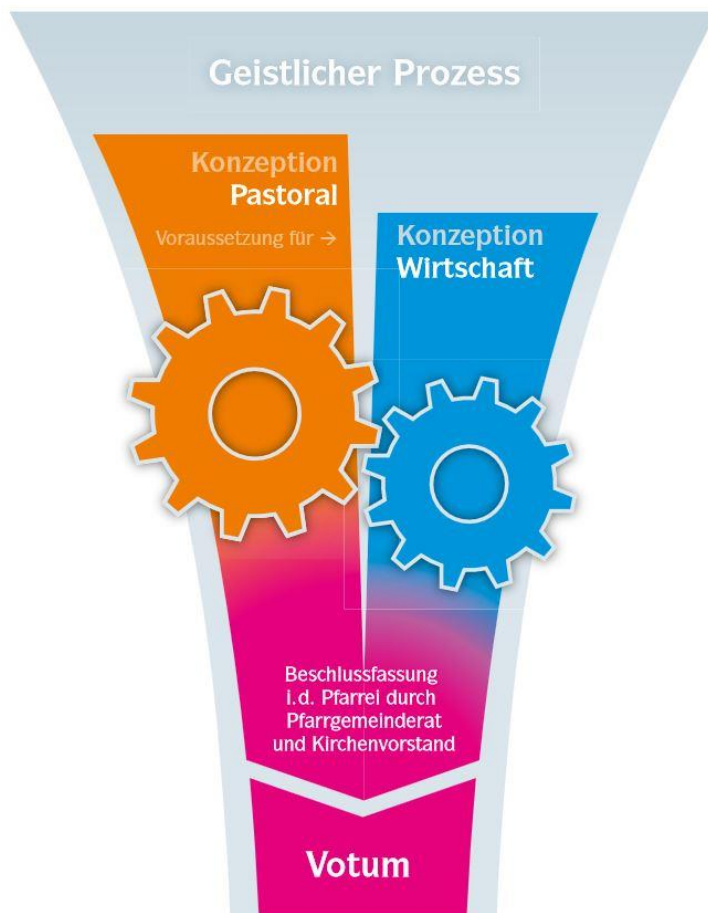 Geistlicher Prozess
Konzeption
Pastoral
Voraussetzung für →
Konzeption
Wirtschaft
Beschlussfassung
i.d. Pfarrei durch
Pfarrgemeinderat
und Kirchenvorstand
Votum